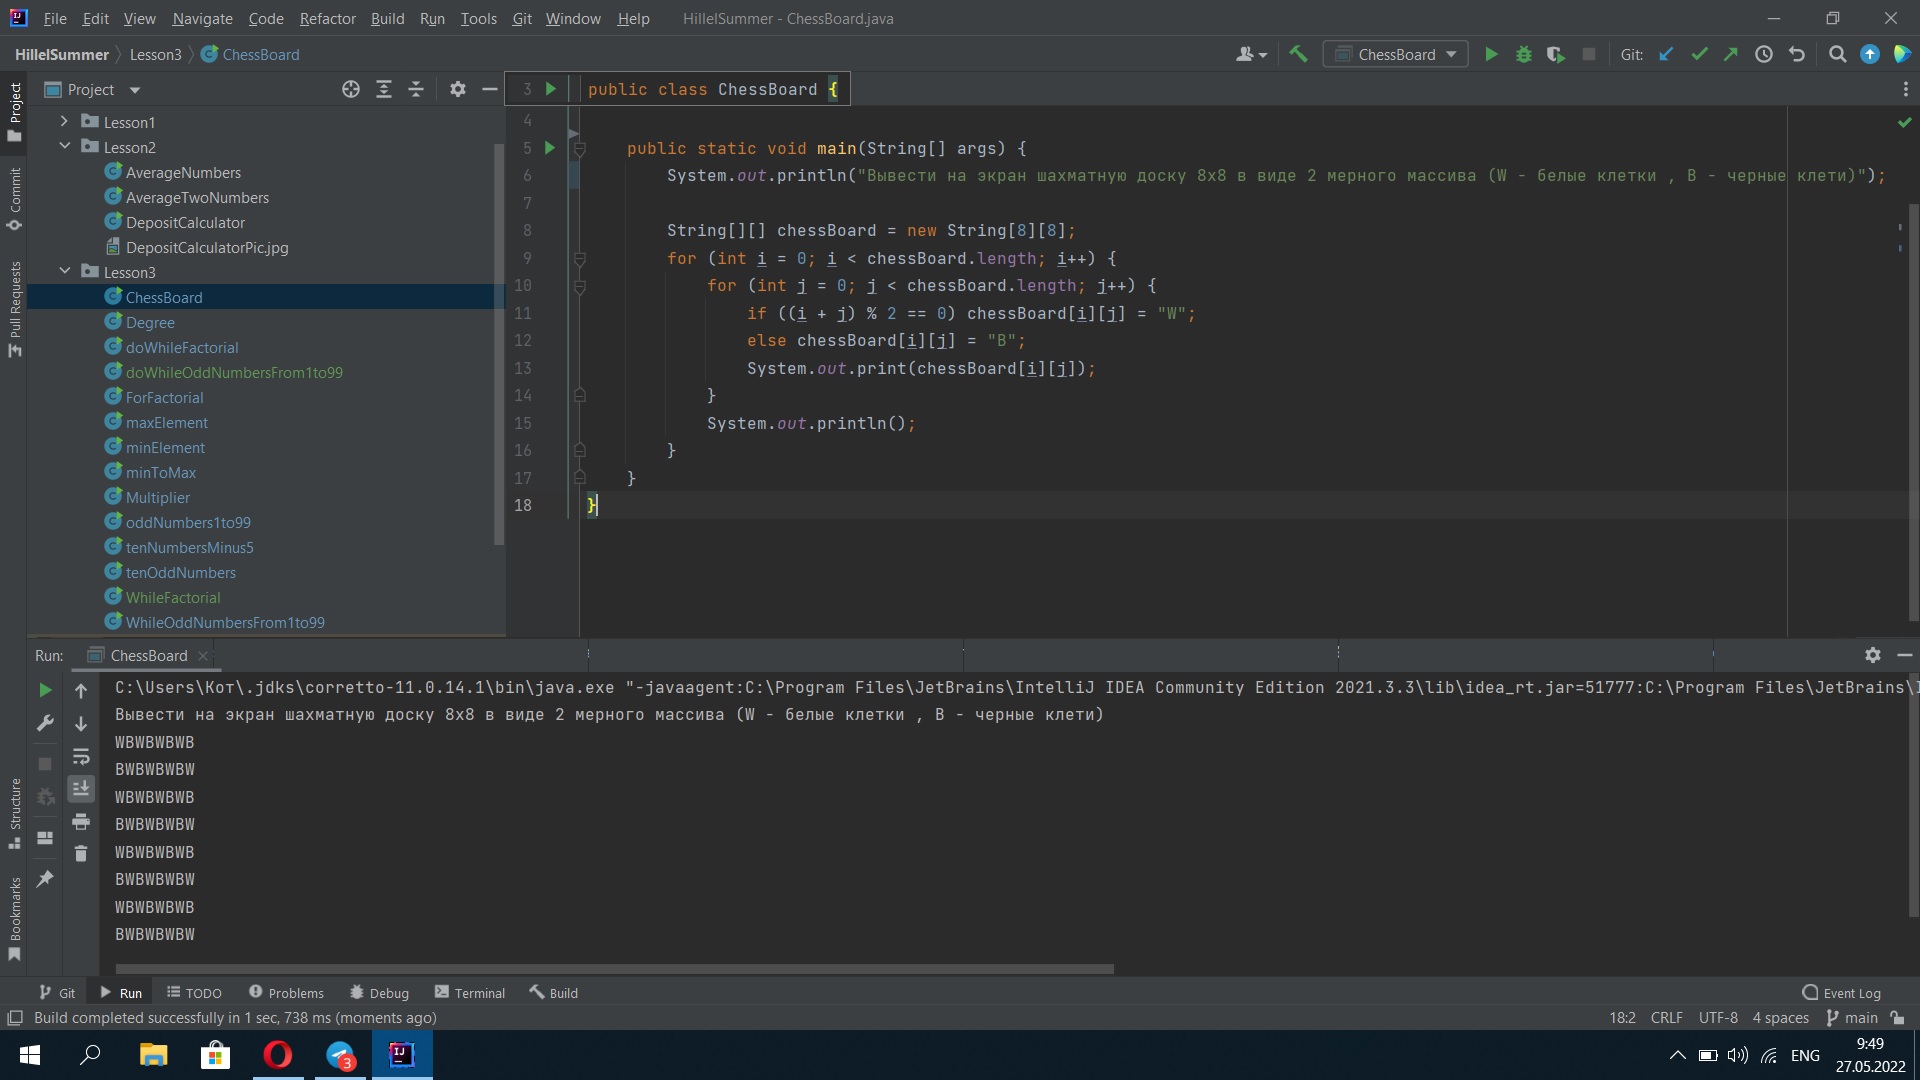 File Edit View Navigate Code Refactor Build Run Tools Git Window Help HillelSummer - ChessBoard.java
HillelSummer Lesson3 ChessBoard
ChessBoard Git:
Project
Project
Commit
Pull Requests
Structure
Bookmarks
Lesson1
Lesson2
AverageNumbers
AverageTwoNumbers
DepositCalculator
DepositCalculatorPic.jpg
Lesson3
ChessBoard
Degree
doWhileFactorial
doWhileOddNumbersFrom1to99
ForFactorial
maxElement
minElement
minToMax
Multiplier
oddNumbers1to99
tenNumbersMinus5
tenOddNumbers
WhileFactorial
WhileOddNumbersFrom1to99
3 public class ChessBoard {
4
5 public static void main(String[] args) {
6 System.out.println("Вывести на экран шахматную доску 8х8 в виде 2 мерного массива (W - белые клетки , B - черные клети)");
7
8 String[][] chessBoard = new String[8][8];
9 for (int i = 0; i < chessBoard.length; i++) {
10 for (int j = 0; j < chessBoard.length; j++) {
11 if ((i + j) % 2 == 0) chessBoard[i][j] = "W";
12 else chessBoard[i][j] = "B";
13 System.out.print(chessBoard[i][j]);
14 }
15 System.out.println();
16 }
17 }
18 }
Run: ChessBoard
C:\Users\Кот\.jdks\corretto-11.0.14.1\bin\java.exe "-javaagent:C:\Program Files\JetBrains\IntelliJ IDEA Community Edition 2021.3.3\lib\idea_rt.jar=51777:C:\Program Files\JetBrains\I
Вывести на экран шахматную доску 8х8 в виде 2 мерного массива (W - белые клетки , B - черные клети)
WBWBWBWB
BWBWBWBW
WBWBWBWB
BWBWBWBW
WBWBWBWB
BWBWBWBW
WBWBWBWB
BWBWBWBW
Git Run TODO Problems Debug Terminal Build Event Log
Build completed successfully in 1 sec, 738 ms (moments ago) 18:2 CRLF UTF-8 4 spaces main
3
ENG
9:49
27.05.2022